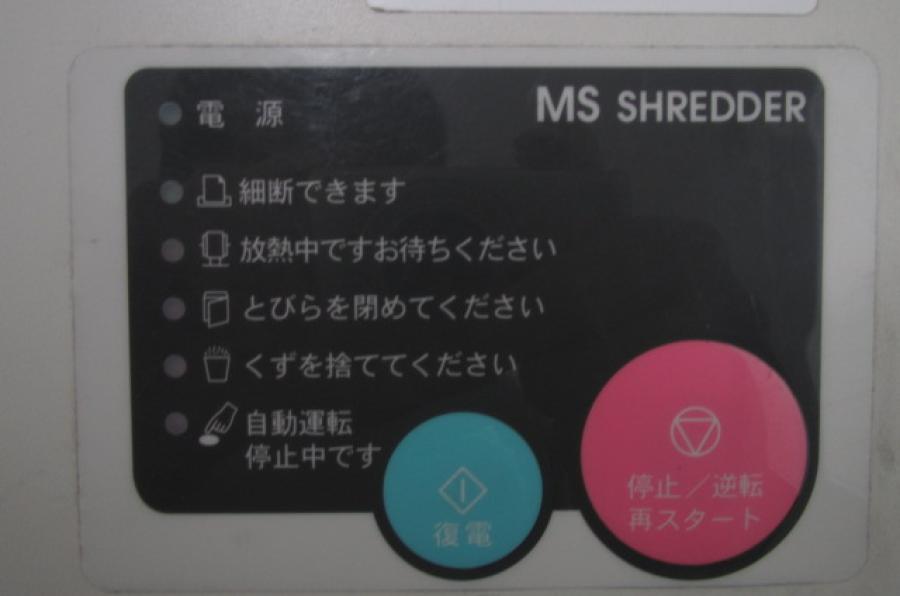 電 源
MS SHREDDER
細断できます
放熱中ですお待ちください
とびらを閉めてください
くずを捨ててください
自動運転
停止中です
復電
停止／逆転
再スタート